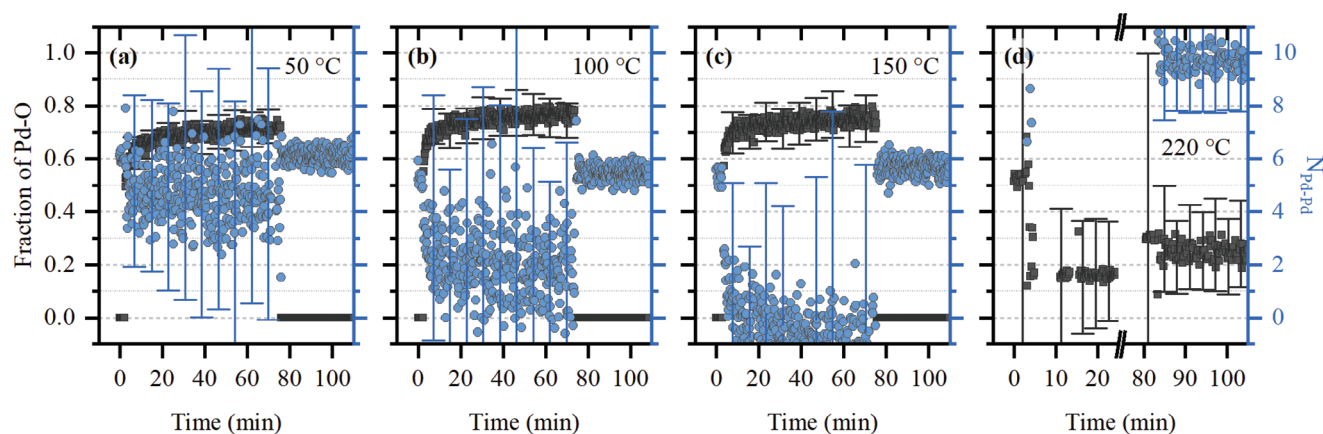 (a) 50 °C
(b) 100 °C
(c) 150 °C
(d) 220 °C
Fraction of Pd-O
1.0
0.8
0.6
0.4
0.2
0.0
10
8
6
4
2
0
N_Pd-Pd
0 20 40 60 80 100
0 20 40 60 80 100
0 20 40 60 80 100
0 10 20 80 90 100
Time (min)
Time (min)
Time (min)
Time (min)